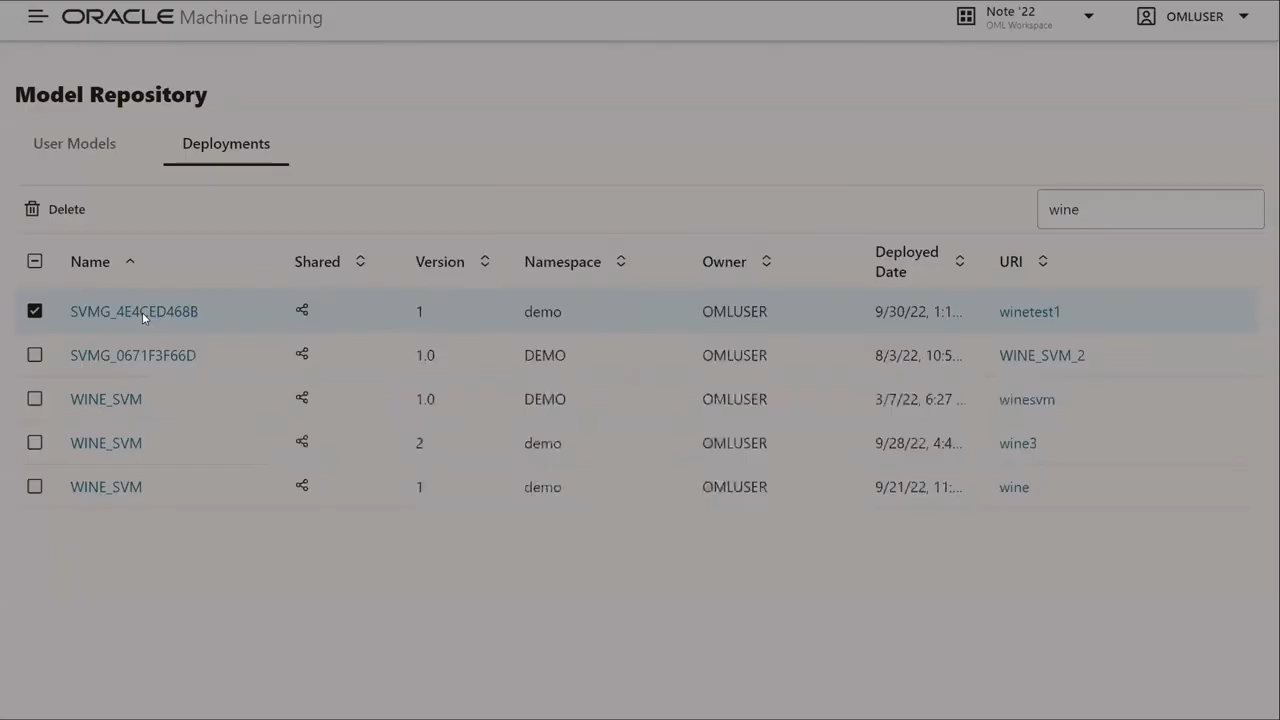 ORACLE Machine Learning
Note '22
OML Workspace
OMLUSER
Model Repository
User Models Deployments
Delete
wine
Name Shared Version Namespace Owner Deployed Date URI
SVMG_4E4CED468B 1 demo OMLUSER 9/30/22, 1:1... winetest1
SVMG_0671F3F66D 1.0 DEMO OMLUSER 8/3/22, 10:5... WINE_SVM_2
WINE_SVM 1.0 DEMO OMLUSER 3/7/22, 6:27 ... winesvm
WINE_SVM 2 demo OMLUSER 9/28/22, 4:4... wine3
WINE_SVM 1 demo OMLUSER 9/21/22, 11:... wine